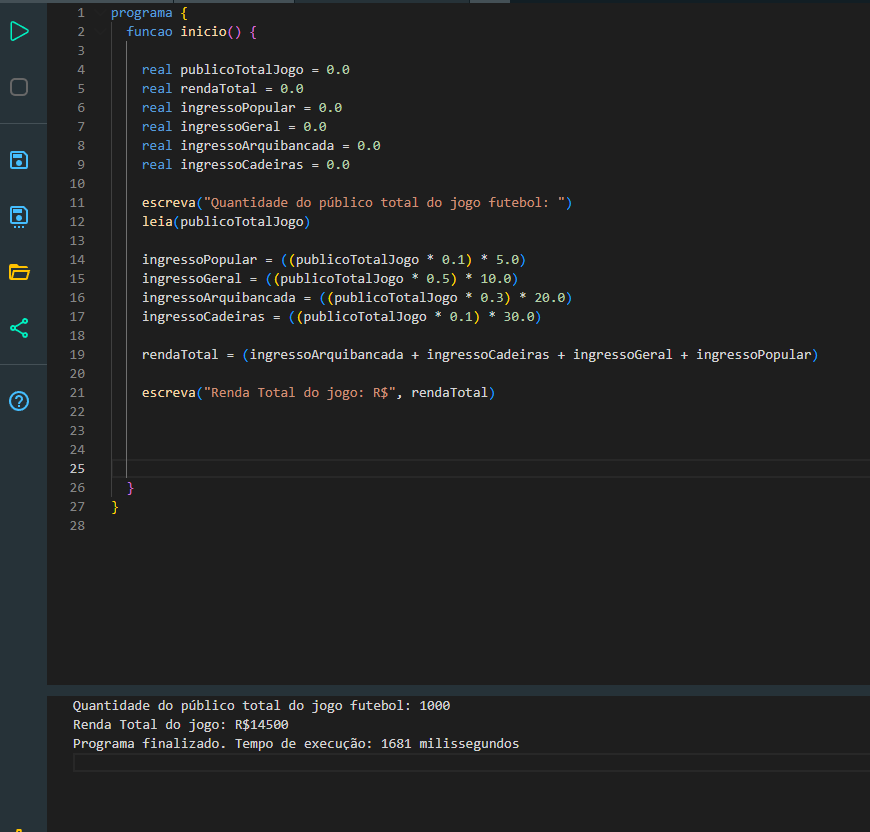 1 programa {
2 funcao inicio() {
3
4 real publicoTotalJogo = 0.0
5 real rendaTotal = 0.0
6 real ingressoPopular = 0.0
7 real ingressoGeral = 0.0
8 real ingressoArquibancada = 0.0
9 real ingressoCadeiras = 0.0
10
11 escreva("Quantidade do público total do jogo futebol: ")
12 leia(publicoTotalJogo)
13
14 ingressoPopular = ((publicoTotalJogo * 0.1) * 5.0)
15 ingressoGeral = ((publicoTotalJogo * 0.5) * 10.0)
16 ingressoArquibancada = ((publicoTotalJogo * 0.3) * 20.0)
17 ingressoCadeiras = ((publicoTotalJogo * 0.1) * 30.0)
18
19 rendaTotal = (ingressoArquibancada + ingressoCadeiras + ingressoGeral + ingressoPopular)
20
21 escreva("Renda Total do jogo: R$", rendaTotal)
22
23
24
25
26 }
27 }
28
Quantidade do público total do jogo futebol: 1000
Renda Total do jogo: R$14500
Programa finalizado. Tempo de execução: 1681 milissegundos